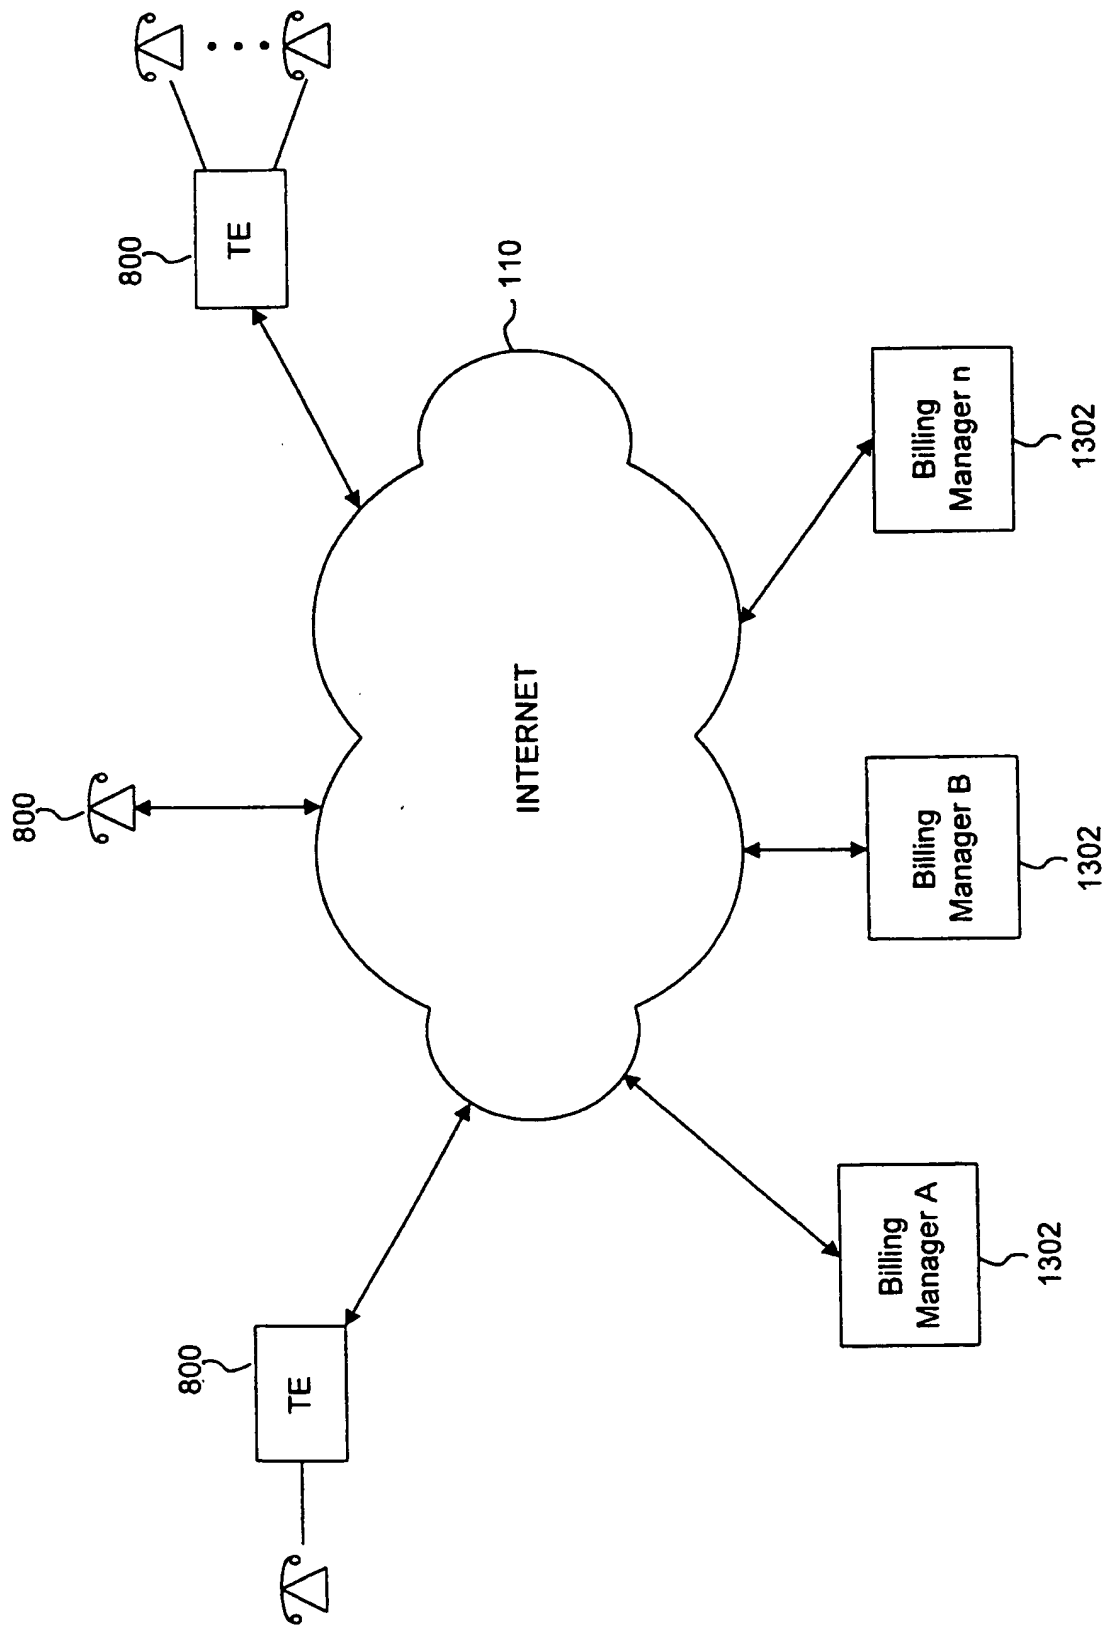 800
TE
800
800
TE
110
INTERNET
Billing
Manager A
1302
Billing
Manager B
1302
Billing
Manager n
1302